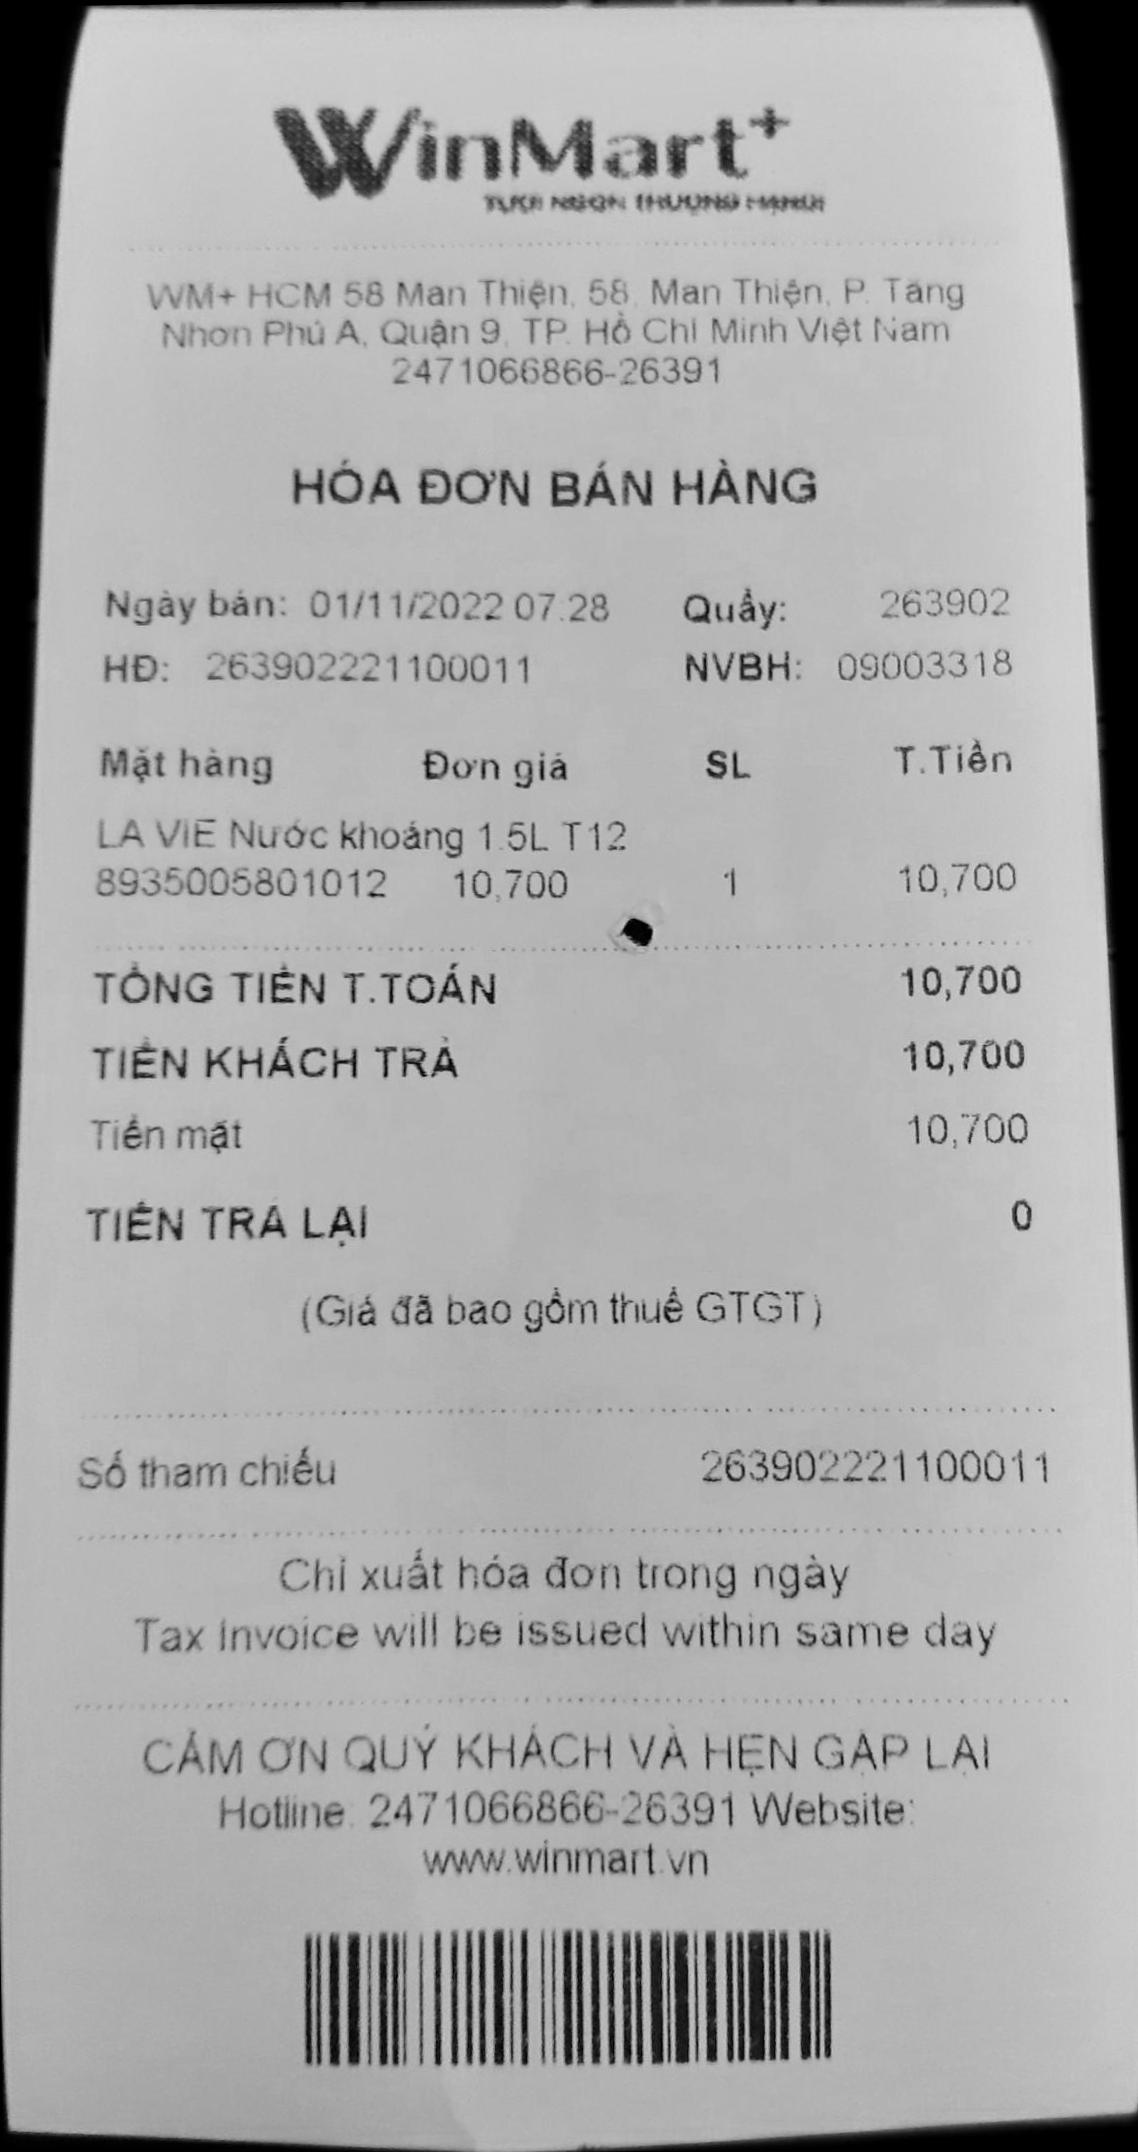 WinMart+
WM+ HCM 58 Man Thiện, 58, Man Thiện, P. Tăng
Nhơn Phú A, Quận 9, TP. Hồ Chí Minh Việt Nam
2471066866-26391
HÓA ĐƠN BÁN HÀNG
Ngày bán: 01/11/2022 07:28 Quầy: 263902
HĐ: 263902221100011 NVBH: 09003318
Mặt hàng Đơn giá SL T.Tiền
LA VIE Nước khoáng 1.5L T12
8935005801012 10,700 1 10,700
TỔNG TIỀN T.TOÁN 10,700
TIỀN KHÁCH TRẢ 10,700
Tiền mặt 10,700
TIỀN TRẢ LẠI 0
(Giá đã bao gồm thuế GTGT)
Số tham chiếu 263902221100011
Chỉ xuất hóa đơn trong ngày
Tax Invoice will be issued within same day
CẢM ƠN QUÝ KHÁCH VÀ HẸN GẶP LẠI
Hotline: 2471066866-26391 Website:
www.winmart.vn